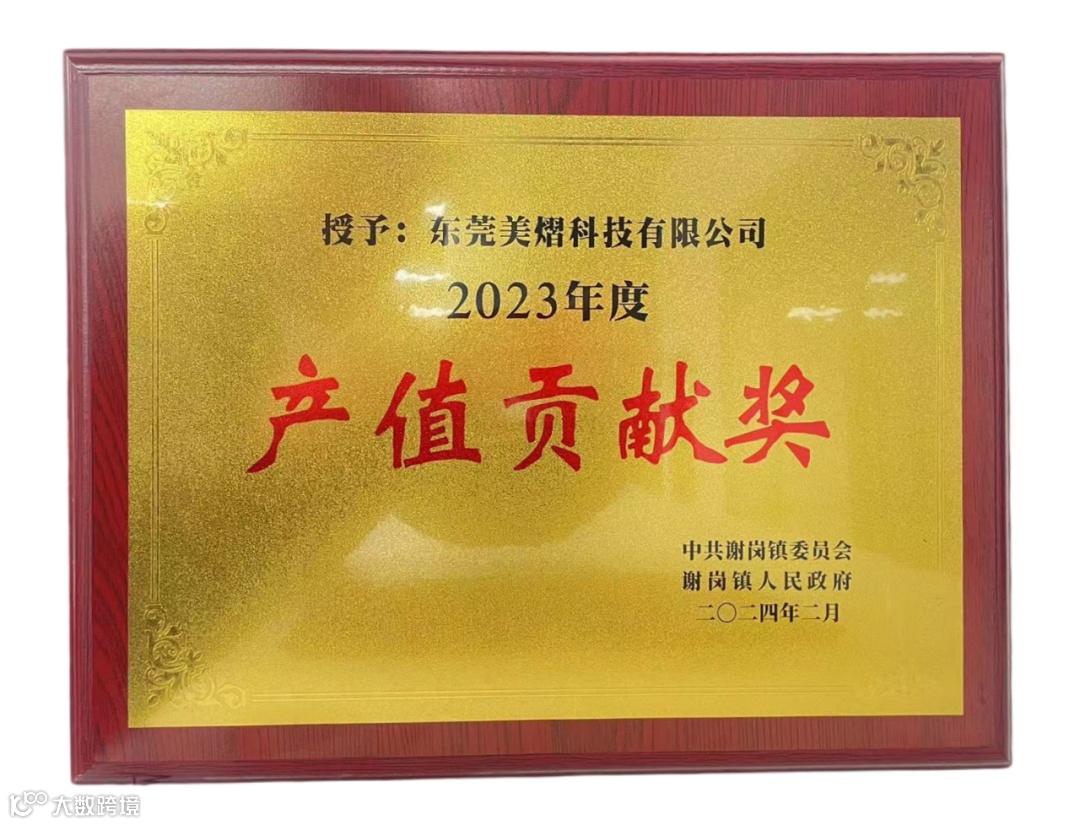 授予：东莞美熠科技有限公司
2023年度
产值贡献奖
中共谢岗镇委员会
谢岗镇人民政府
二〇二四年二月
大数跨境